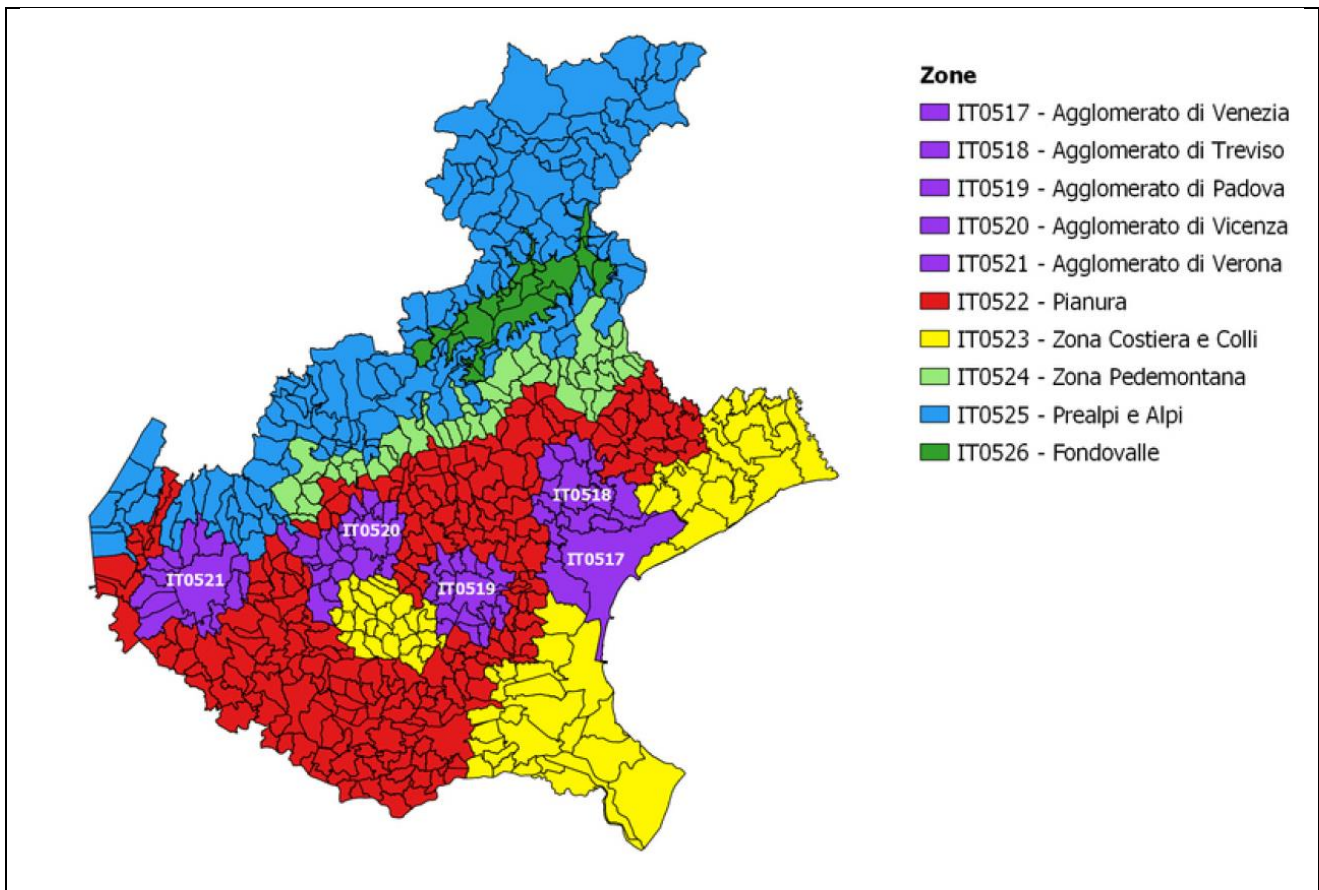 Zone
IT0517 - Agglomerato di Venezia
IT0518 - Agglomerato di Treviso
IT0519 - Agglomerato di Padova
IT0520 - Agglomerato di Vicenza
IT0521 - Agglomerato di Verona
IT0522 - Pianura
IT0523 - Zona Costiera e Colli
IT0524 - Zona Pedemontana
IT0525 - Prealpi e Alpi
IT0526 - Fondovalle
IT0518
IT0520
IT0517
IT0521
IT0519